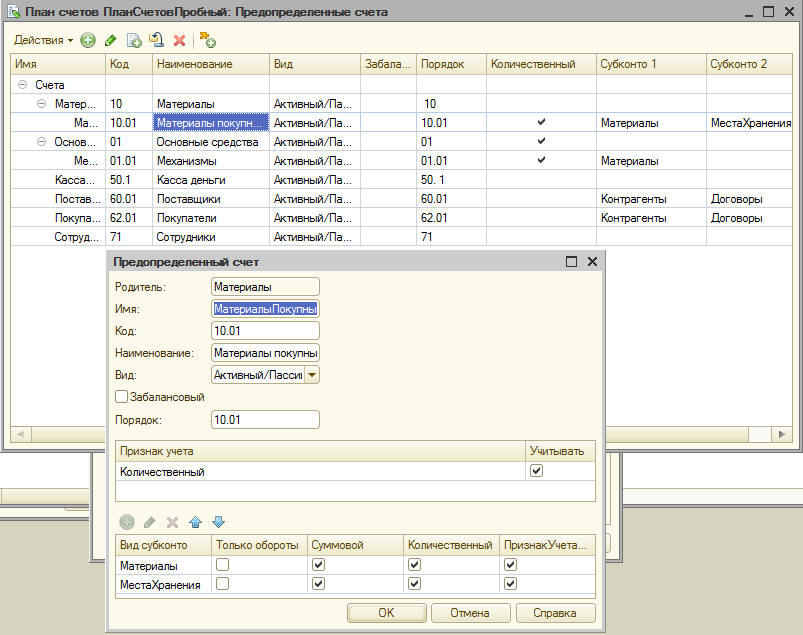 План счетов ПланСчетовПробный: Предопределенные счета
Действия
Имя Код Наименование Вид Забала... Порядок Количественный Субконто 1 Субконто 2
Счета
Матер... 10 Материалы Активный/Па... 10
Ма... 10.01 Материалы покупн... Активный/Па... 10.01 Материалы МестаХранения
Основ... 01 Основные средства Активный/Па... 01
Ме... 01.01 Механизмы Активный/Па... 01.01 Материалы
Касса... 50.1 Касса деньги Активный/Па... 50. 1
Постав... 60.01 Поставщики Активный/Па... 60.01 Контрагенты Договоры
Покупа... 62.01 Покупатели Активный/Па... 62.01 Контрагенты Договоры
Сотруд... 71 Сотрудники Активный/Па... 71
Предопределенный счет
Родитель: Материалы
Имя: МатериалыПокупны
Код: 10.01
Наименование: Материалы покупны
Вид: Активный/Пасси
Забалансовый
Порядок: 10.01
Признак учета Учитывать
Количественный
Вид субконто Только обороты Суммовой Количественный ПризнакУчета...
Материалы
МестаХранения
OK Отмена Справка